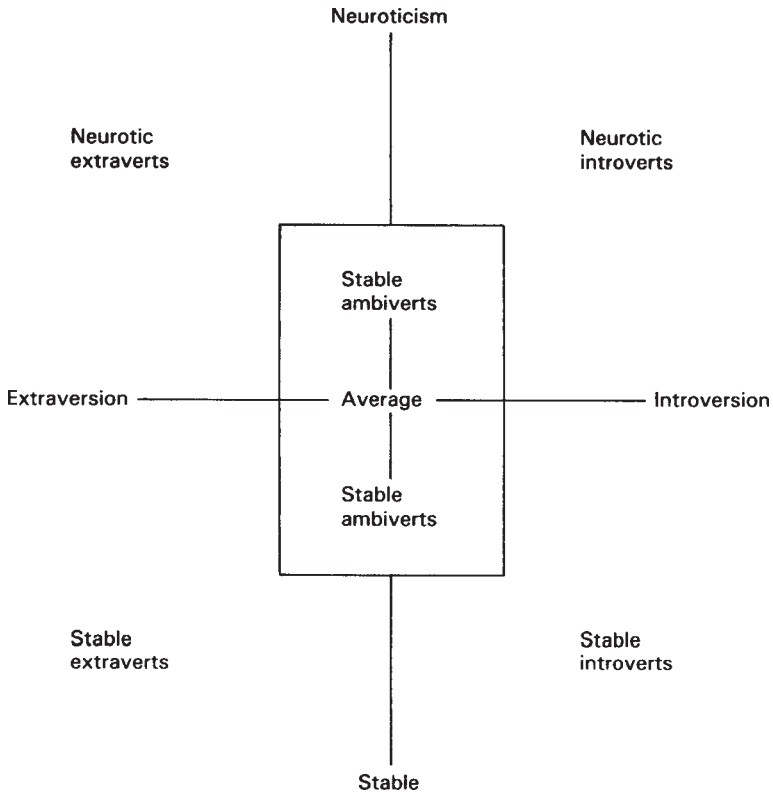 Neuroticism
Neurotic
extraverts
Neurotic
introverts
Stable
ambiverts
Extraversion
Average
Introversion
Stable
ambiverts
Stable
extraverts
Stable
introverts
Stable